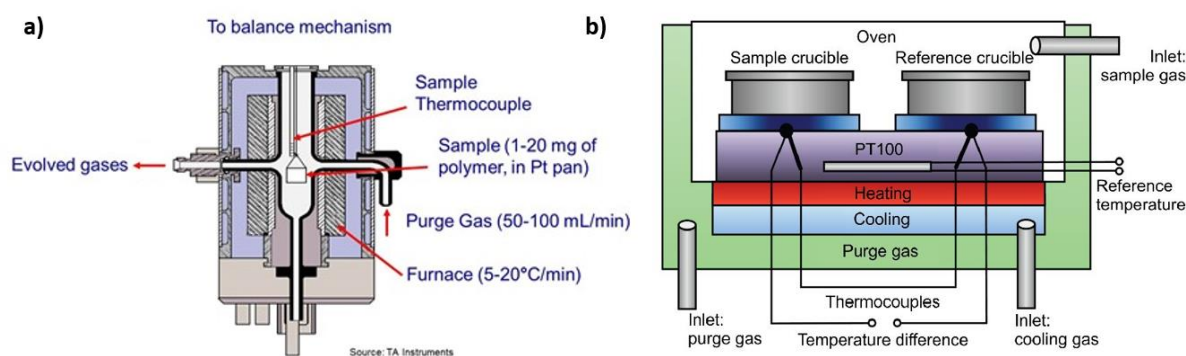 a)
To balance mechanism
Sample
Thermocouple
Sample (1-20 mg of
polymer, in Pt pan)
Evolved gases
Purge Gas (50-100 mL/min)
Furnace (5-20°C/min)
Source: TA Instruments
b)
Oven
Sample crucible
Reference crucible
Inlet:
sample gas
PT100
Heating
Cooling
Reference
temperature
Purge gas
Thermocouples
Inlet:
purge gas
Temperature difference
Inlet:
cooling gas